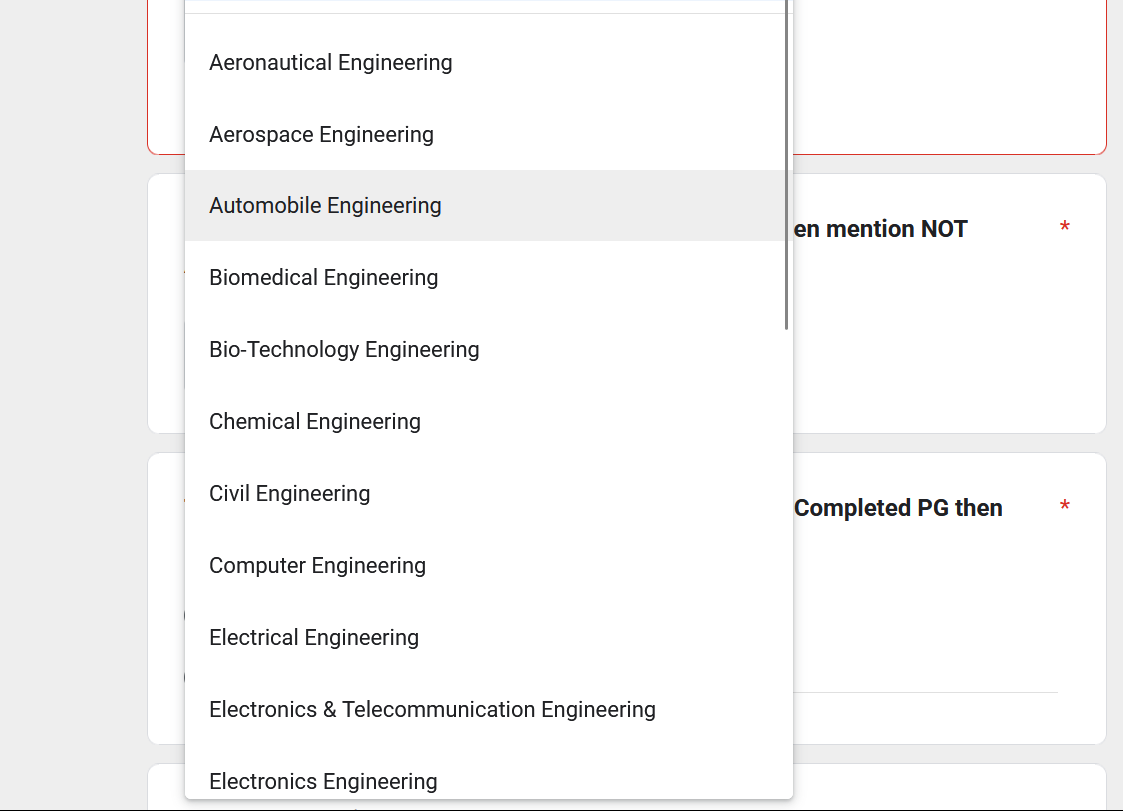 Aeronautical Engineering
Aerospace Engineering
Automobile Engineering
en mention NOT *
Biomedical Engineering
Bio-Technology Engineering
Chemical Engineering
Civil Engineering
Completed PG then *
Computer Engineering
Electrical Engineering
Electronics & Telecommunication Engineering
Electronics Engineering